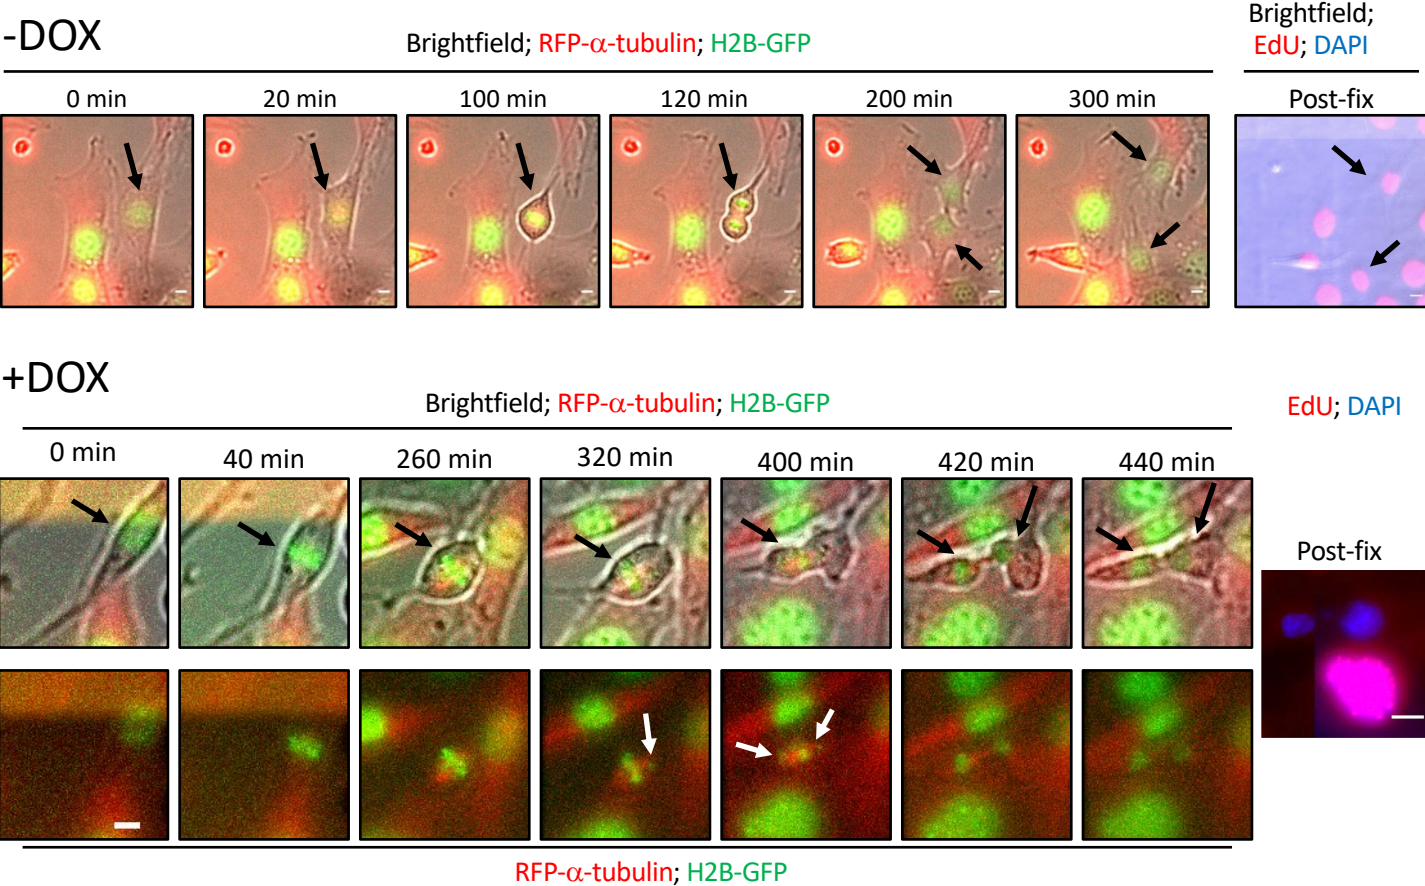 -DOX
Brightfield; RFP-α-tubulin; H2B-GFP
Brightfield;
EdU; DAPI
0 min
20 min
100 min
120 min
200 min
300 min
Post-fix
+DOX
Brightfield; RFP-α-tubulin; H2B-GFP
EdU; DAPI
0 min
40 min
260 min
320 min
400 min
420 min
440 min
Post-fix
RFP-α-tubulin; H2B-GFP